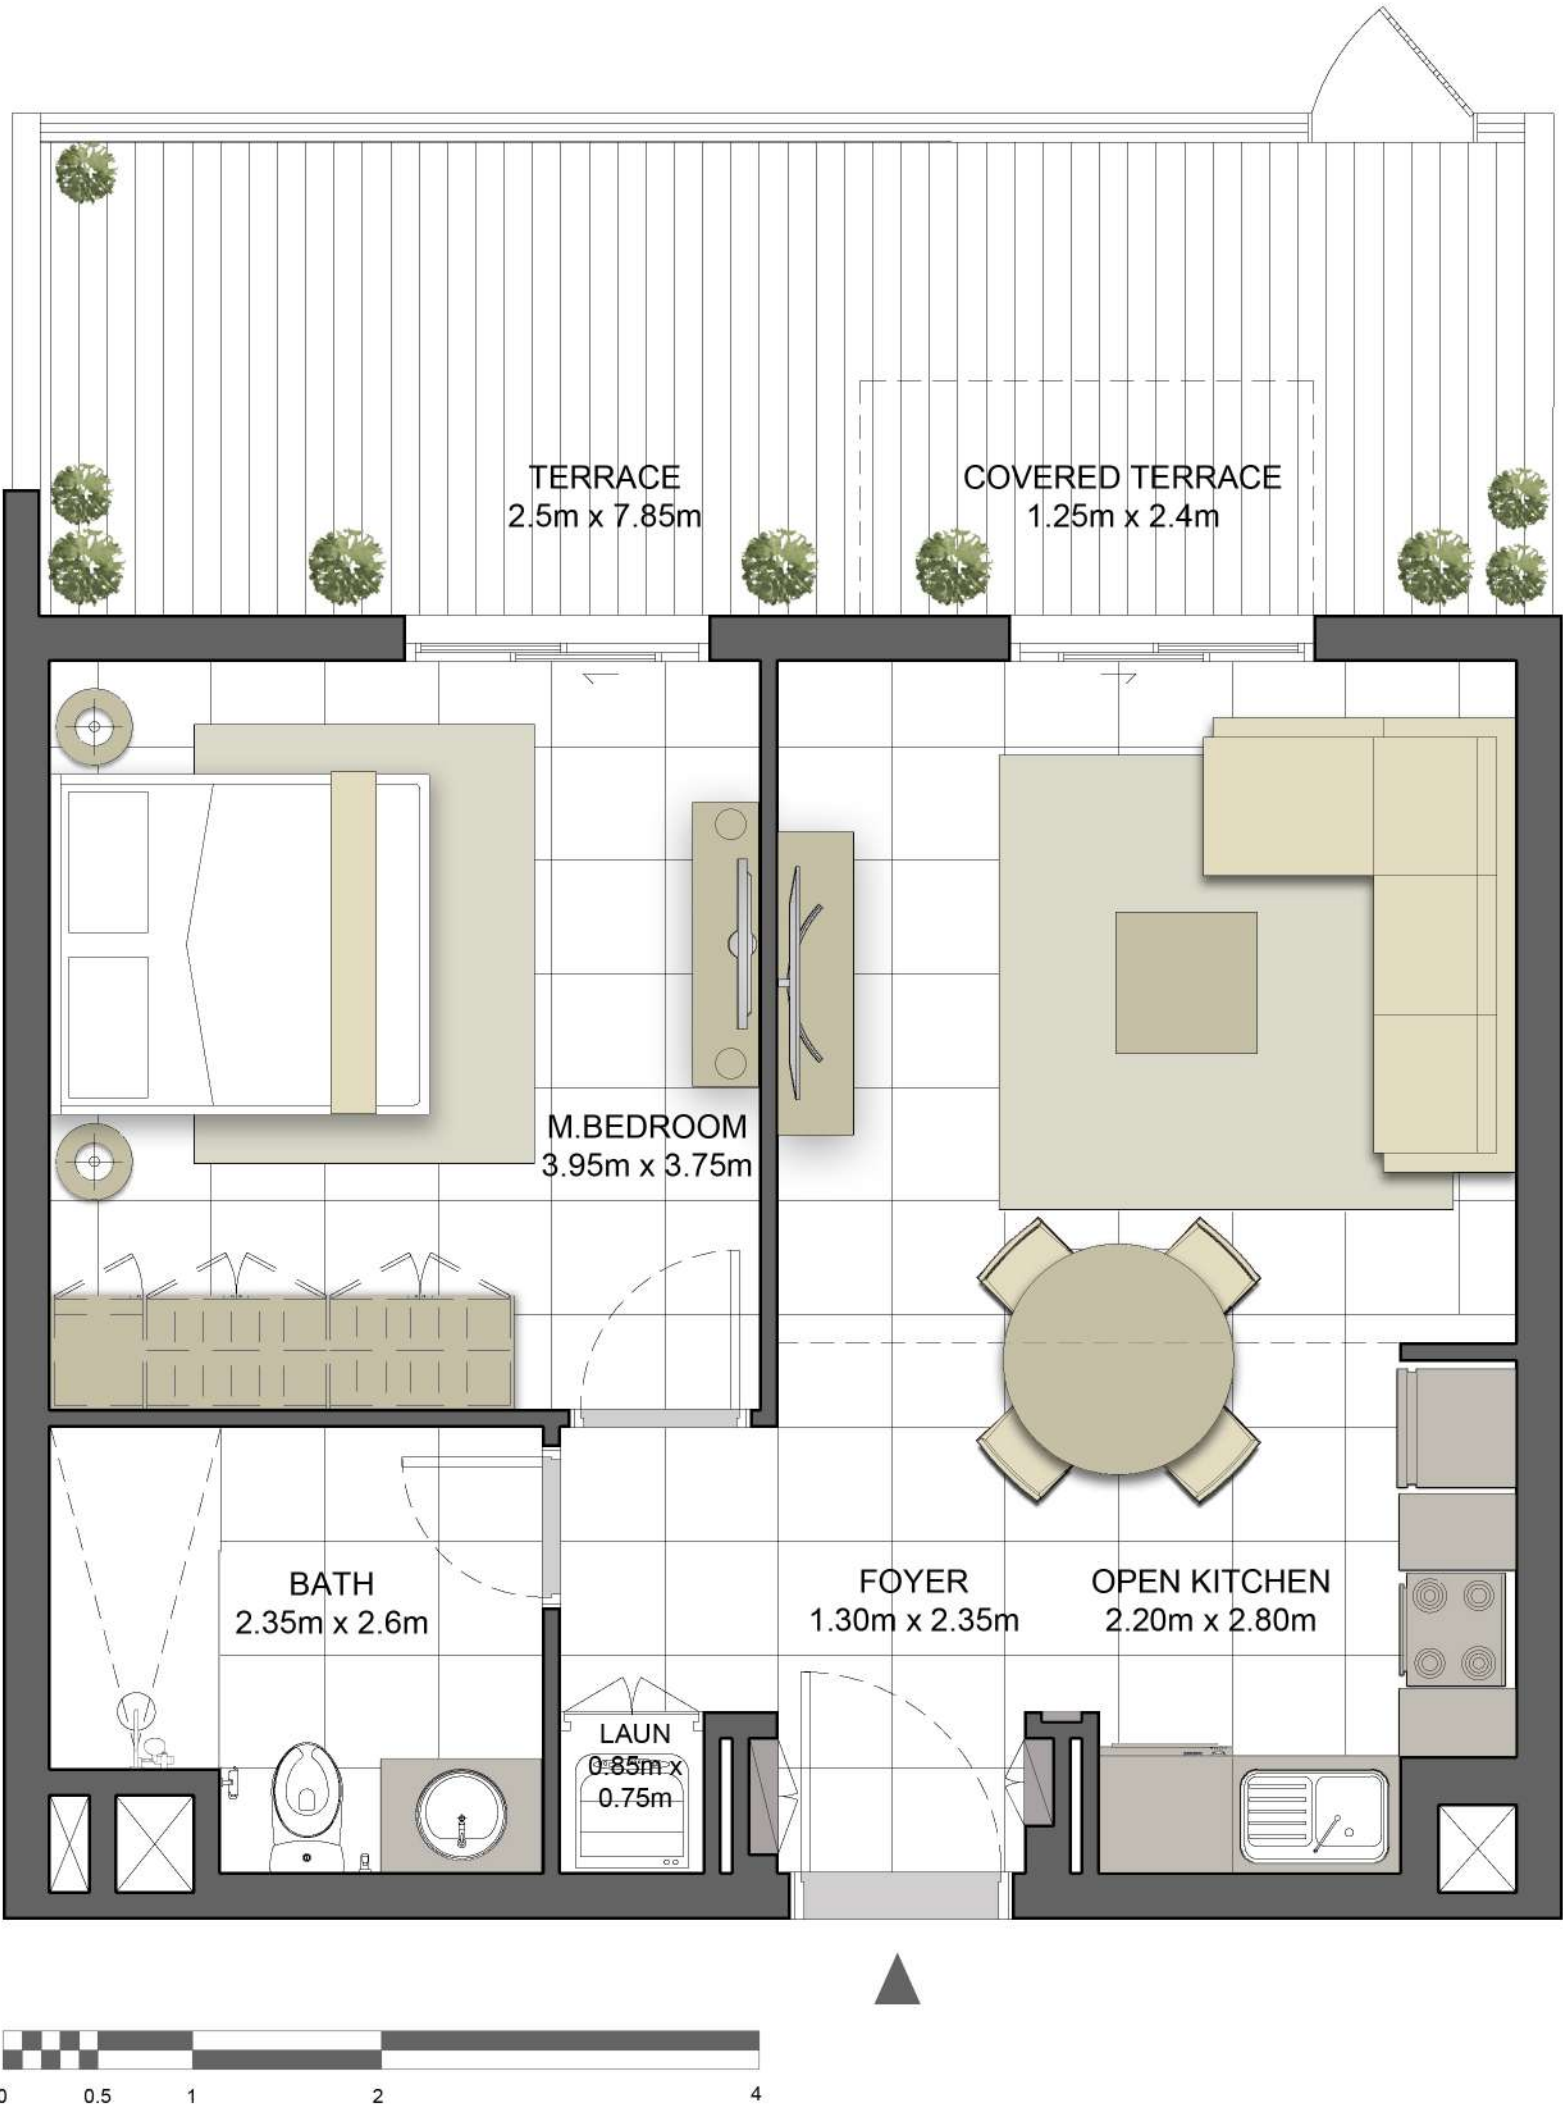 TERRACE
2.5m x 7.85m
COVERED TERRACE
1.25m x 2.4m
M.BEDROOM
3.95m x 3.75m
BATH
2.35m x 2.6m
FOYER
1.30m x 2.35m
OPEN KITCHEN
2.20m x 2.80m
LAUN
0.85m x
0.75m
0 0.5 1 2 4